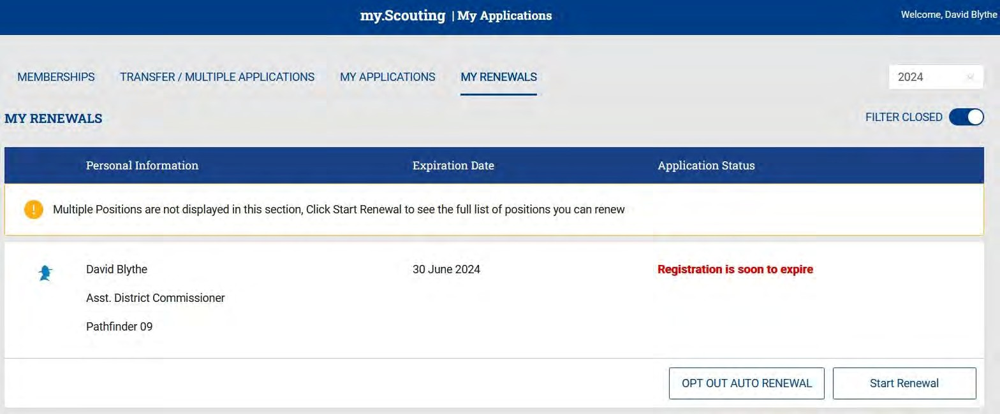 my.Scouting | My Applications
Welcome, David Blythe
MEMBERSHIPS TRANSFER / MULTIPLE APPLICATIONS MY APPLICATIONS MY RENEWALS 2024
MY RENEWALS FILTER CLOSED
Personal Information Expiration Date Application Status
! Multiple Positions are not displayed in this section, Click Start Renewal to see the full list of positions you can renew
David Blythe 30 June 2024 Registration is soon to expire
Asst. District Commissioner
Pathfinder 09
OPT OUT AUTO RENEWAL Start Renewal